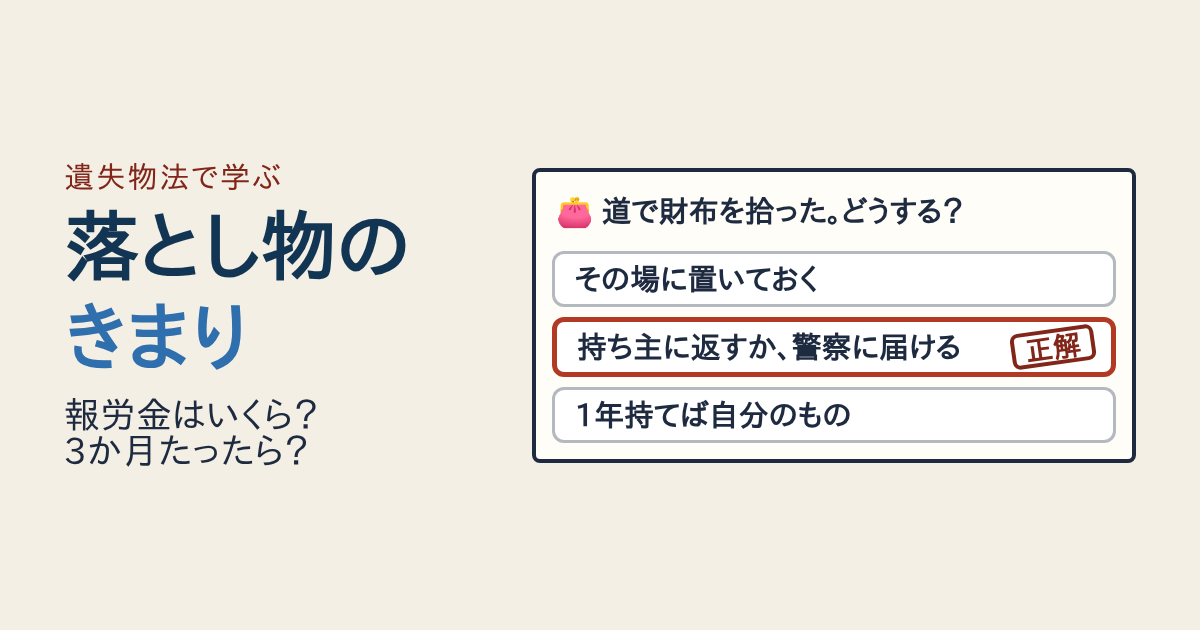 遺失物法で学ぶ
落とし物の
きまり
報労金はいくら？
3か月たったら？
道で財布を拾った。どうする？
その場に置いておく
持ち主に返すか、警察に届ける
正解
1年持てば自分のもの